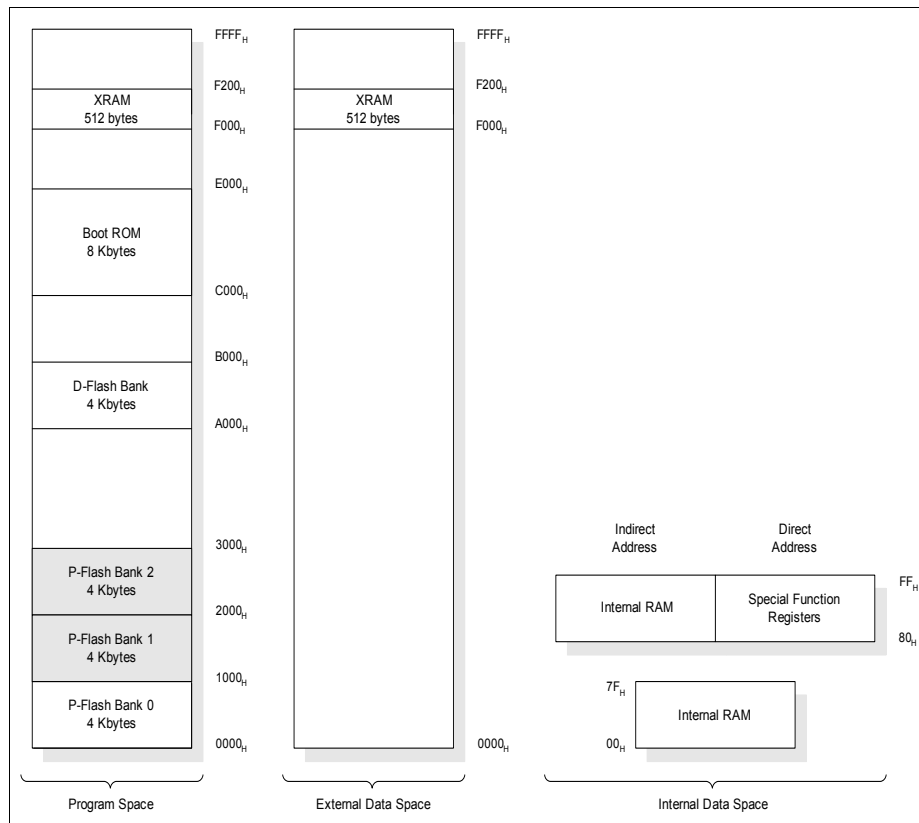 FFFF_H
F200_H
XRAM
512 bytes
F000_H
E000_H
Boot ROM
8 Kbytes
C000_H
B000_H
D-Flash Bank
4 Kbytes
A000_H
3000_H
P-Flash Bank 2
4 Kbytes
2000_H
P-Flash Bank 1
4 Kbytes
1000_H
P-Flash Bank 0
4 Kbytes
0000_H
Program Space
FFFF_H
F200_H
XRAM
512 bytes
F000_H
0000_H
External Data Space
Indirect
Address
Direct
Address
Internal RAM
Special Function
Registers
FF_H
80_H
7F_H
Internal RAM
00_H
Internal Data Space